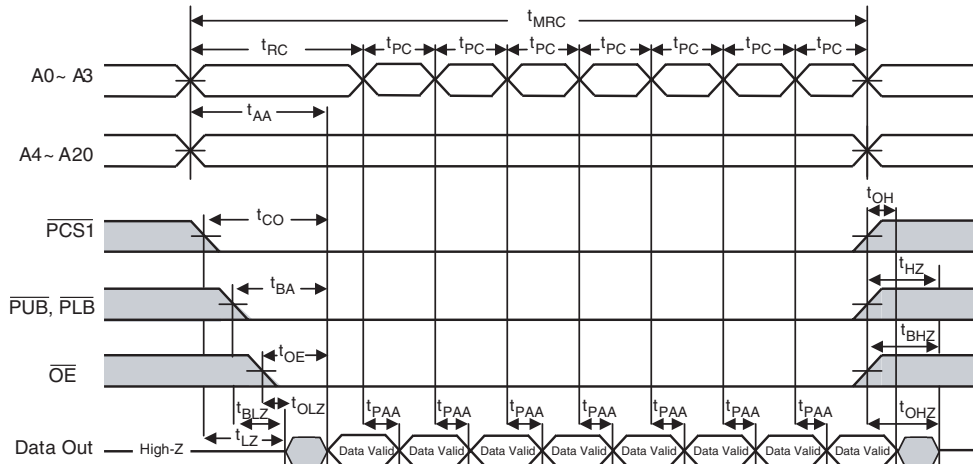 tMRC
tRC tPC tPC tPC tPC tPC tPC tPC
A0~ A3
tAA
A4~ A20
tCO tOH
PCS1
tBA tHZ
PUB, PLB
tOE tBHZ
OE
tOLZ
tBLZ tPAA tPAA tPAA tPAA tPAA tPAA tPAA tOHZ
tLZ
Data Out High-Z Data Valid Data Valid Data Valid Data Valid Data Valid Data Valid Data Valid Data Valid